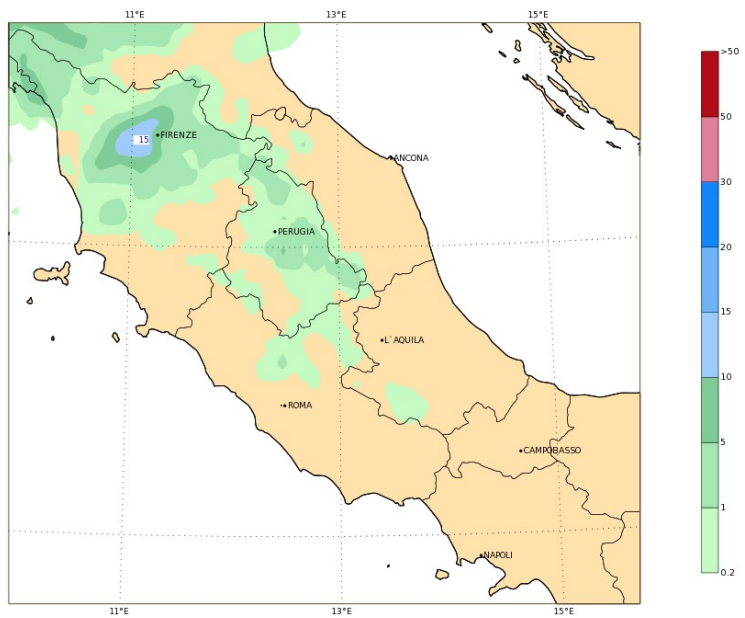 11°E 13°E 15°E
>50
50
30
20
15
10
5
1
0.2
15 FIRENZE
ANCONA
PERUGIA
L`AQUILA
ROMA
CAMPOBASSO
NAPOLI
11°E 13°E 15°E